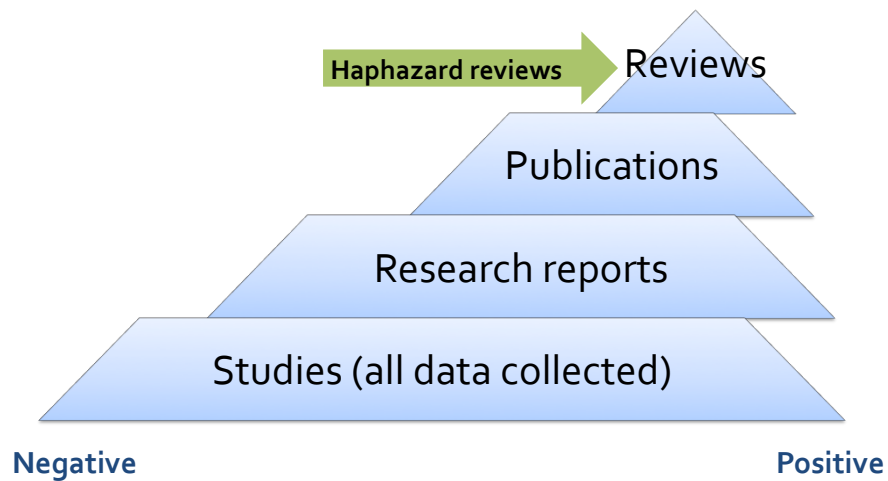 Haphazard reviews
Reviews
Publications
Research reports
Studies (all data collected)
Negative
Positive